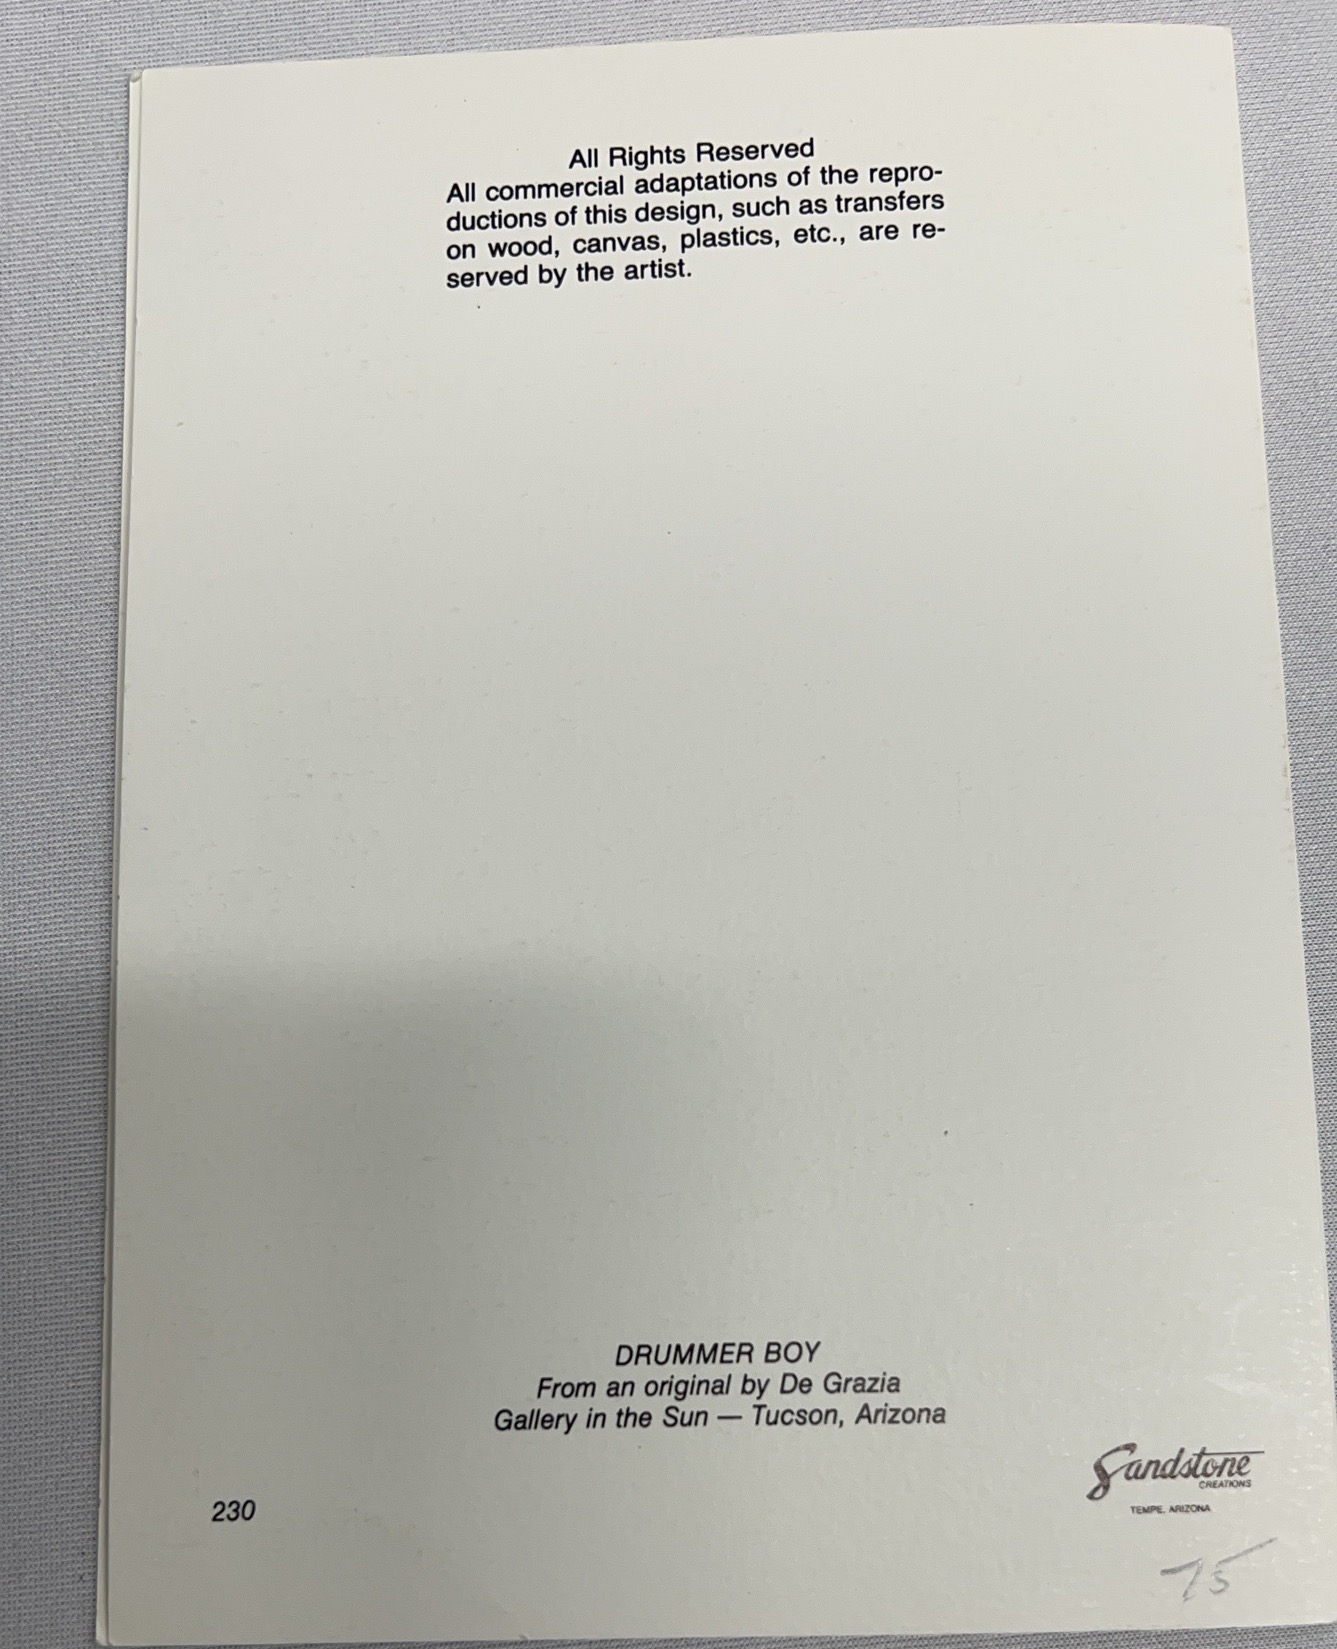 All Rights Reserved
All commercial adaptations of the repro-
ductions of this design, such as transfers
on wood, canvas, plastics, etc., are re-
served by the artist.
DRUMMER BOY
From an original by De Grazia
Gallery in the Sun — Tucson, Arizona
Sandstone
CREATIONS
TEMPE, ARIZONA
230
75